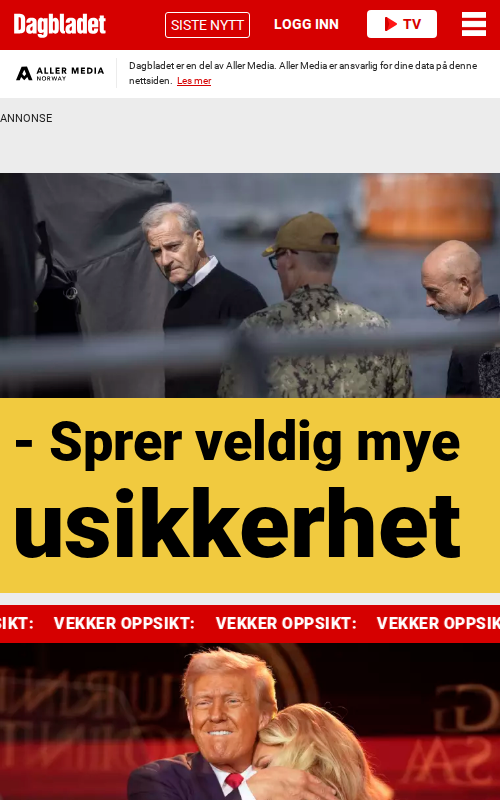 Dagbladet
SISTE NYTT
LOGG INN
TV
ALLER MEDIA
NORWAY
Dagbladet er en del av Aller Media. Aller Media er ansvarlig for dine data på denne
nettsiden. Les mer
ANNONSE
- Sprer veldig mye
usikkerhet
IKT: VEKKER OPPSIKT: VEKKER OPPSIKT: VEKKER OPPSIK